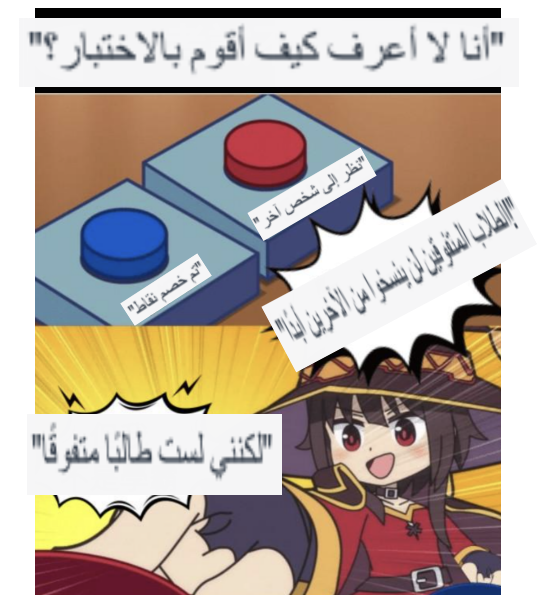 "أنا لا أعرف كيف أقوم بالاختبار؟"
"نظر إلى شخص آخر"
"تم خصم نقاط"
"الطلاب المتفوقين لن ينسخوا من الآخرين أبدًا!"
"لكنني لست طالبًا متفوقًا"